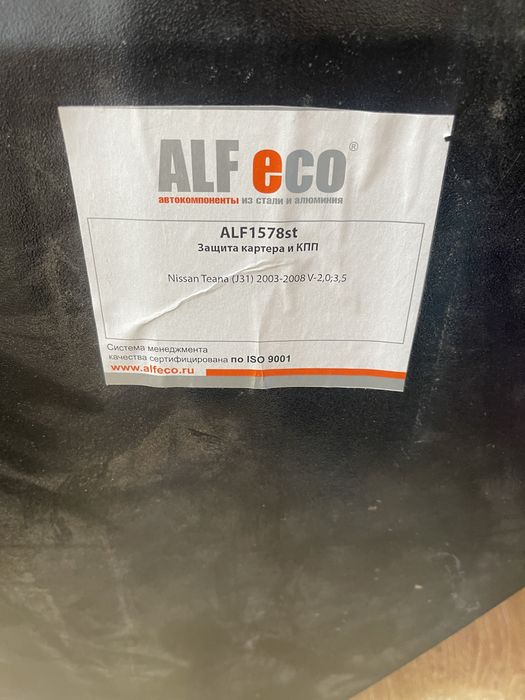 ALF eco®
автокомпоненты из стали и алюминия
ALF1578st
Защита картера и КПП
Nissan Teana (J31) 2003-2008 V-2,0;3,5
Система менеджмента
качества сертифицирована по ISO 9001
www.alfeco.ru